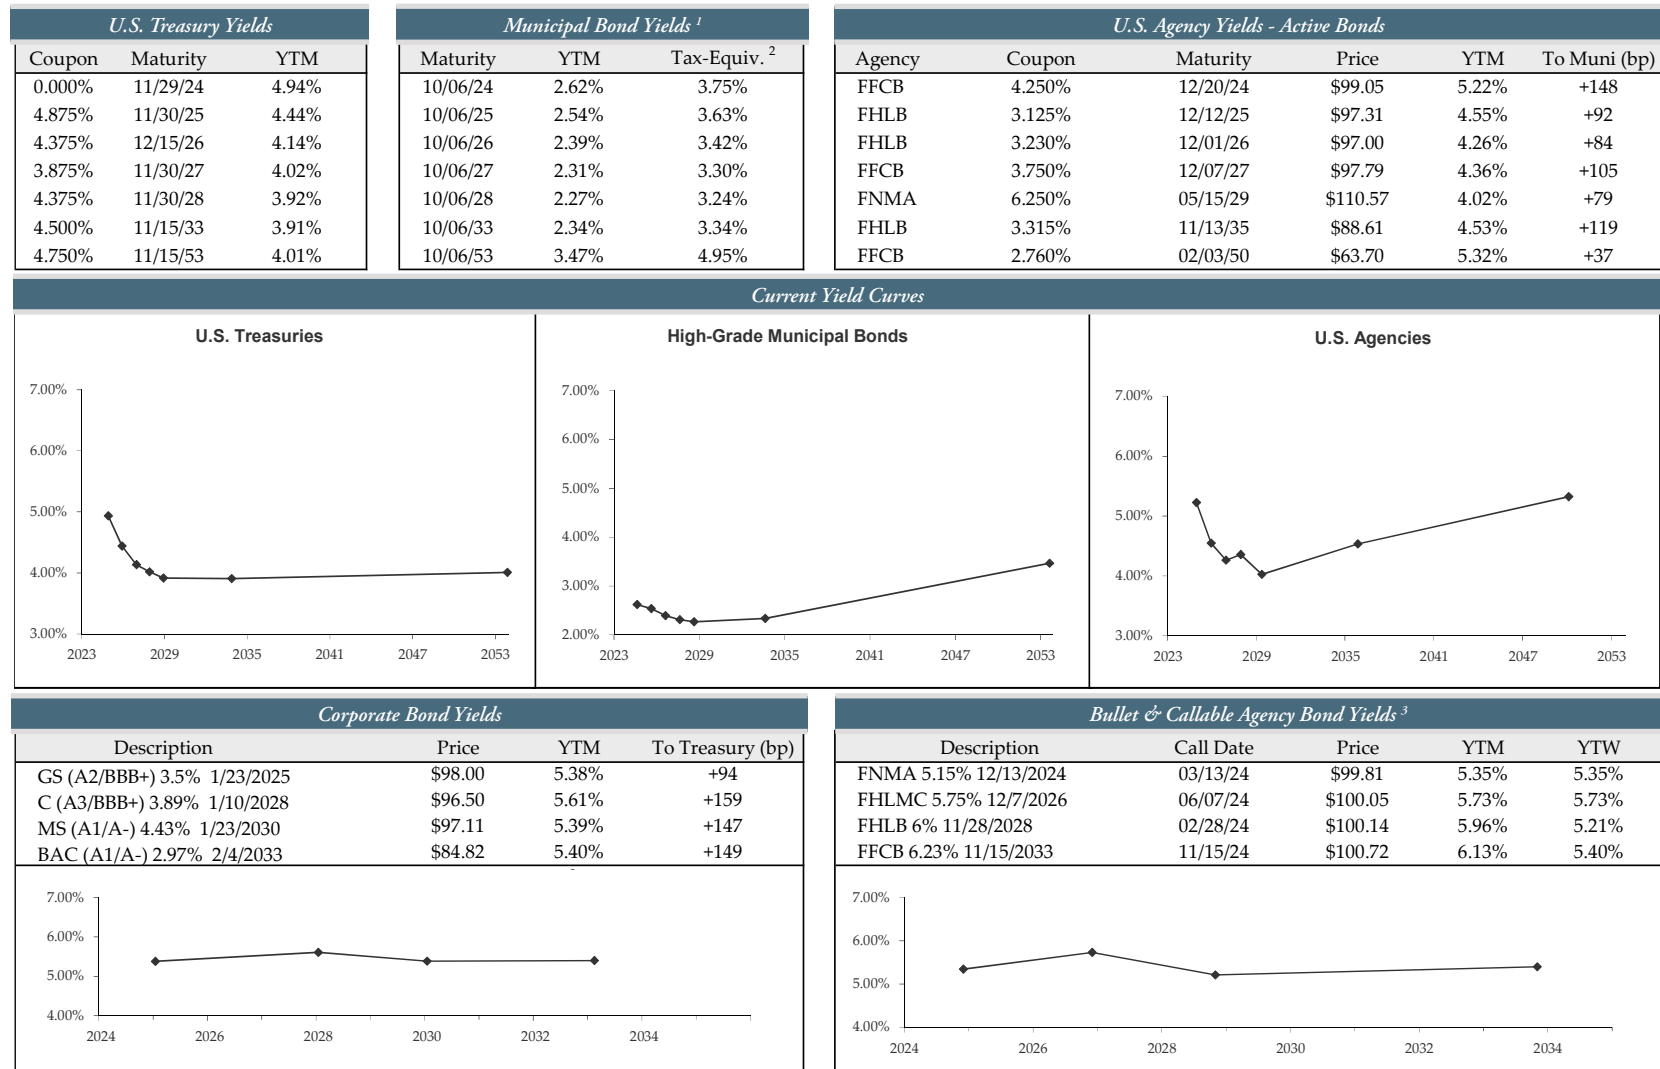 U.S. Treasury Yields
Coupon Maturity YTM
0.000% 11/29/24 4.94%
4.875% 11/30/25 4.44%
4.375% 12/15/26 4.14%
3.875% 11/30/27 4.02%
4.375% 11/30/28 3.92%
4.500% 11/15/33 3.91%
4.750% 11/15/53 4.01%
Municipal Bond Yields 1
Maturity YTM Tax-Equiv. 2
10/06/24 2.62% 3.75%
10/06/25 2.54% 3.63%
10/06/26 2.39% 3.42%
10/06/27 2.31% 3.30%
10/06/28 2.27% 3.24%
10/06/33 2.34% 3.34%
10/06/53 3.47% 4.95%
U.S. Agency Yields - Active Bonds
Agency Coupon Maturity Price YTM To Muni (bp)
FFCB 4.250% 12/20/24 $99.05 5.22% +148
FHLB 3.125% 12/12/25 $97.31 4.55% +92
FHLB 3.230% 12/01/26 $97.00 4.26% +84
FFCB 3.750% 12/07/27 $97.79 4.36% +105
FNMA 6.250% 05/15/29 $110.57 4.02% +79
FHLB 3.315% 11/13/35 $88.61 4.53% +119
FFCB 2.760% 02/03/50 $63.70 5.32% +37
Current Yield Curves
U.S. Treasuries
7.00%
6.00%
5.00%
4.00%
3.00%
2023 2029 2035 2041 2047 2053
High-Grade Municipal Bonds
7.00%
6.00%
5.00%
4.00%
3.00%
2.00%
2023 2029 2035 2041 2047 2053
U.S. Agencies
7.00%
6.00%
5.00%
4.00%
3.00%
2023 2029 2035 2041 2047 2053
Corporate Bond Yields
Description Price YTM To Treasury (bp)
GS (A2/BBB+) 3.5% 1/23/2025 $98.00 5.38% +94
C (A3/BBB+) 3.89% 1/10/2028 $96.50 5.61% +159
MS (A1/A-) 4.43% 1/23/2030 $97.11 5.39% +147
BAC (A1/A-) 2.97% 2/4/2033 $84.82 5.40% +149
7.00%
6.00%
5.00%
4.00%
2024 2026 2028 2030 2032 2034
Bullet & Callable Agency Bond Yields 3
Description Call Date Price YTM YTW
FNMA 5.15% 12/13/2024 03/13/24 $99.81 5.35% 5.35%
FHLMC 5.75% 12/7/2026 06/07/24 $100.05 5.73% 5.73%
FHLB 6% 11/28/2028 02/28/24 $100.14 5.96% 5.21%
FFCB 6.23% 11/15/2033 11/15/24 $100.72 6.13% 5.40%
7.00%
6.00%
5.00%
4.00%
2024 2026 2028 2030 2032 2034